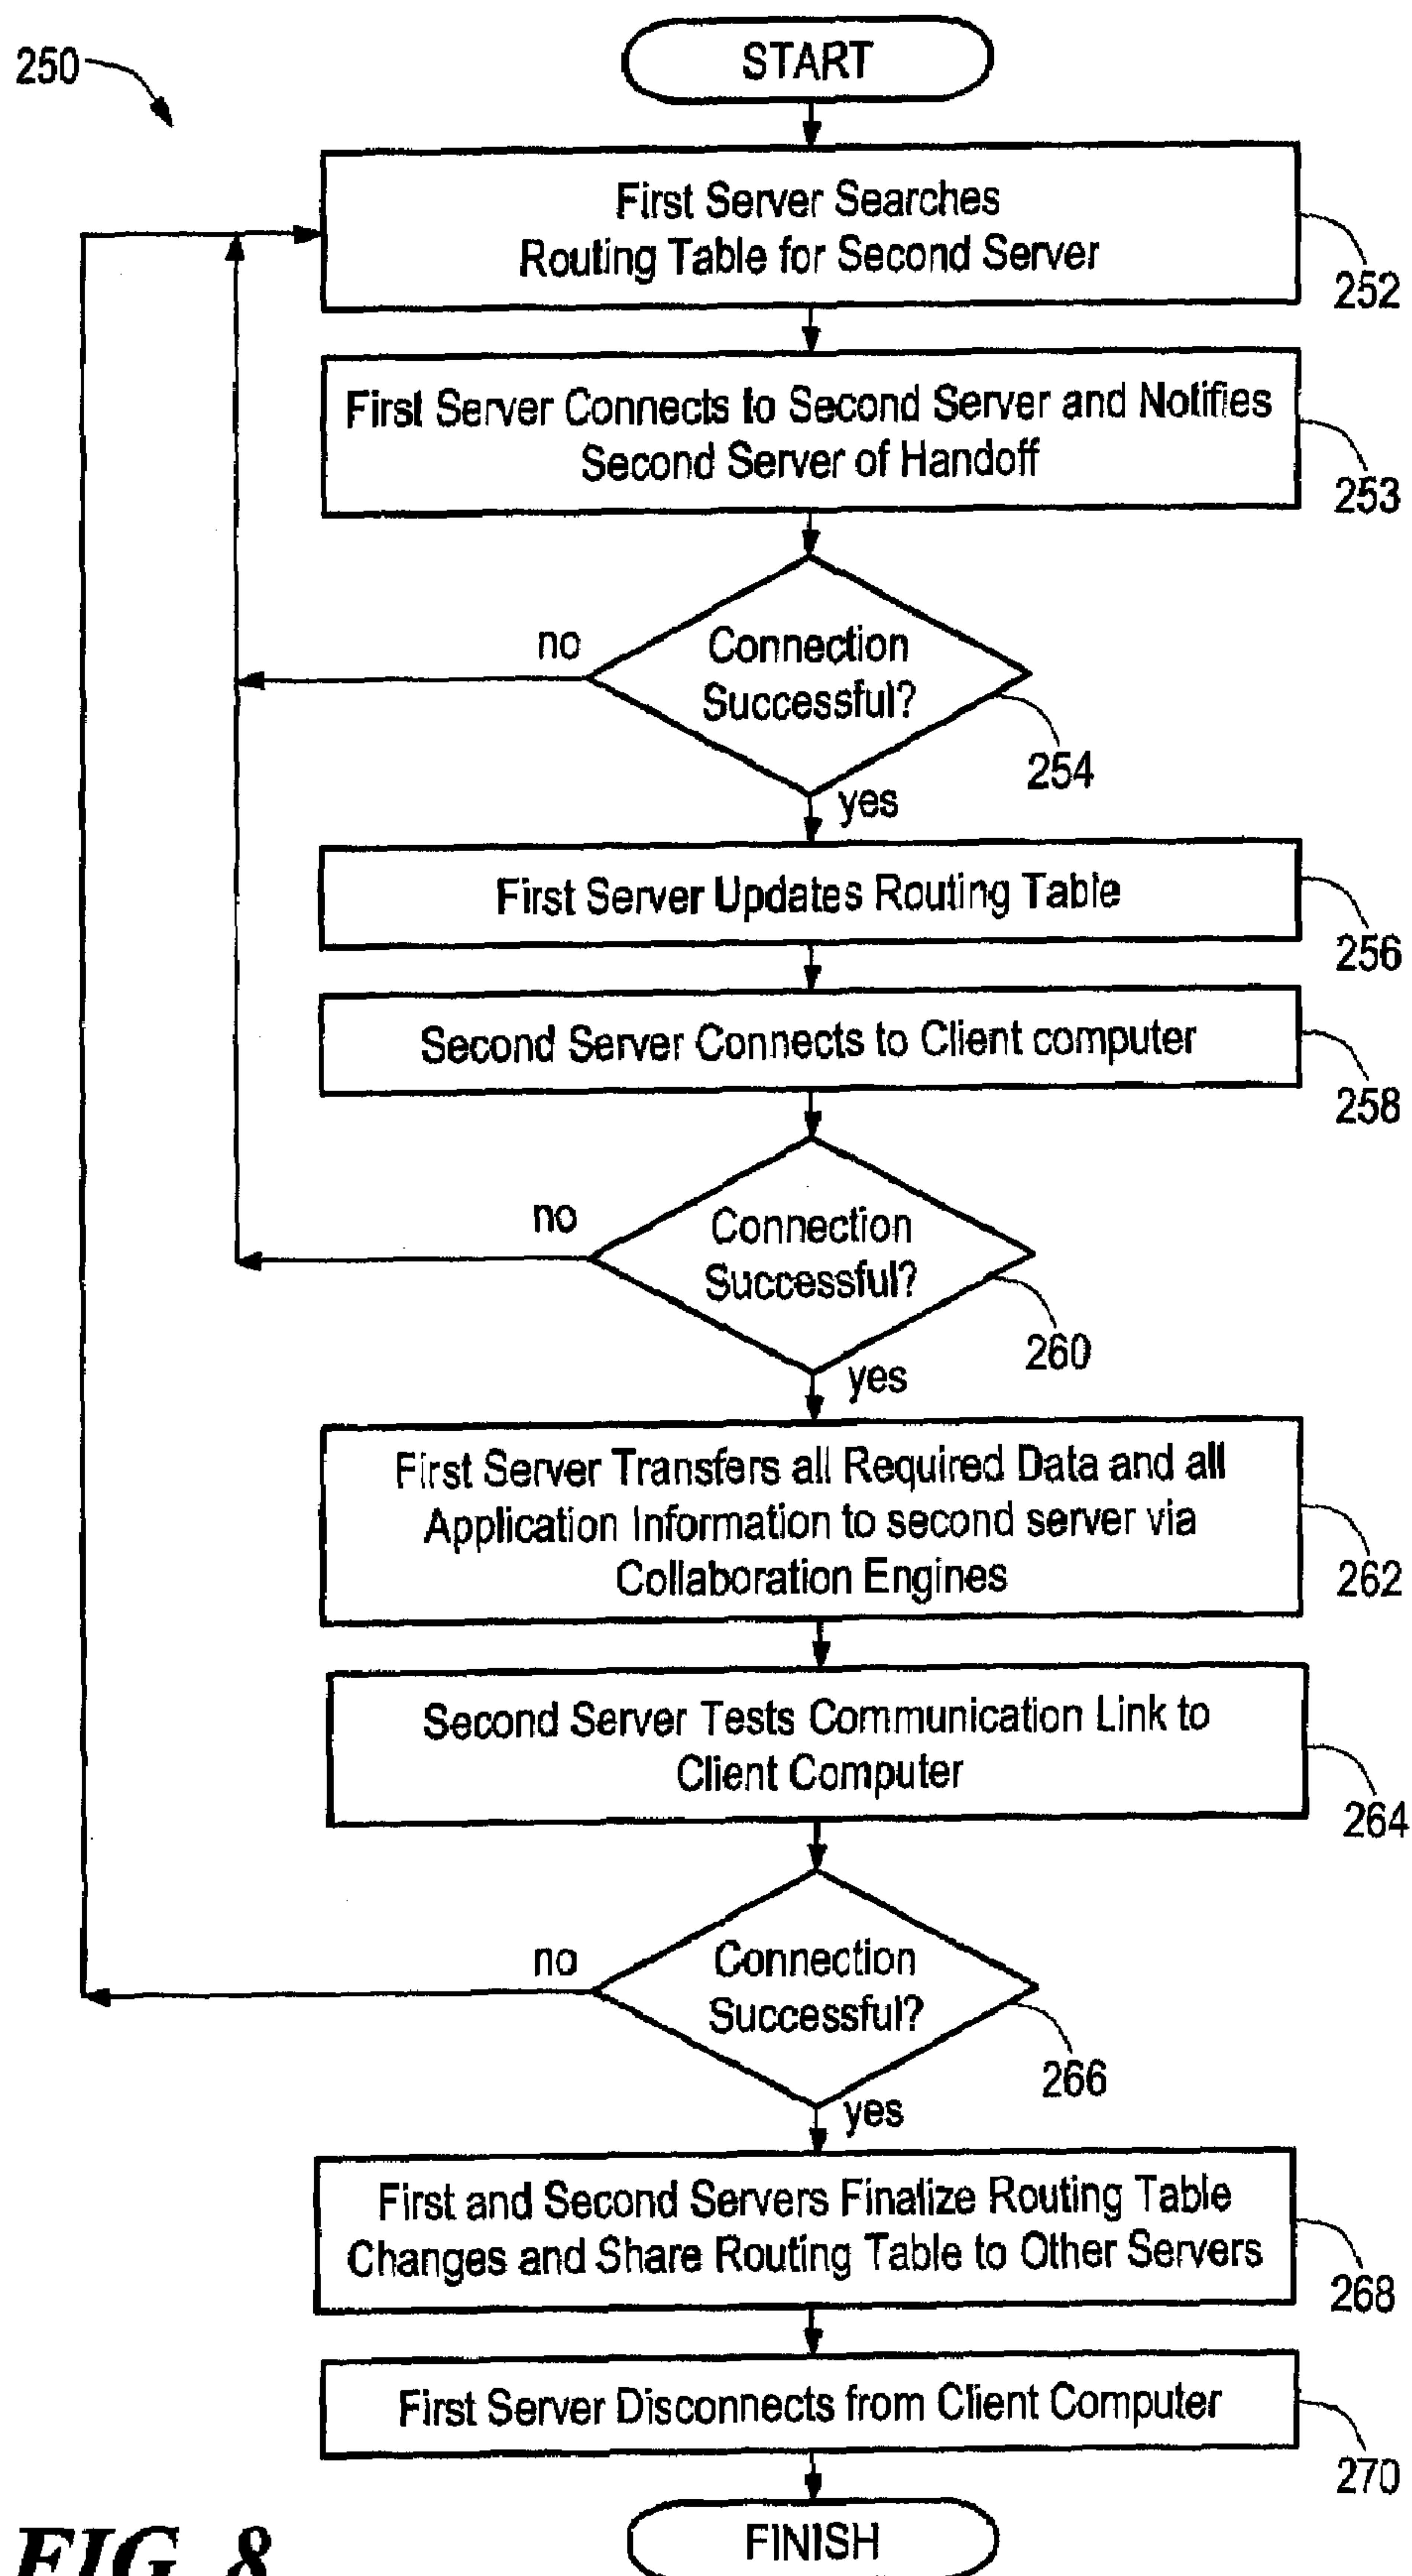 250
START
First Server Searches
Routing Table for Second Server
252
First Server Connects to Second Server and Notifies
Second Server of Handoff
253
no
Connection
Successful?
254
yes
First Server Updates Routing Table
256
Second Server Connects to Client computer
258
no
Connection
Successful?
260
yes
First Server Transfers all Required Data and all
Application Information to second server via
Collaboration Engines
262
Second Server Tests Communication Link to
Client Computer
264
no
Connection
Successful?
266
yes
First and Second Servers Finalize Routing Table
Changes and Share Routing Table to Other Servers
268
First Server Disconnects from Client Computer
270
FINISH
FIG. 8